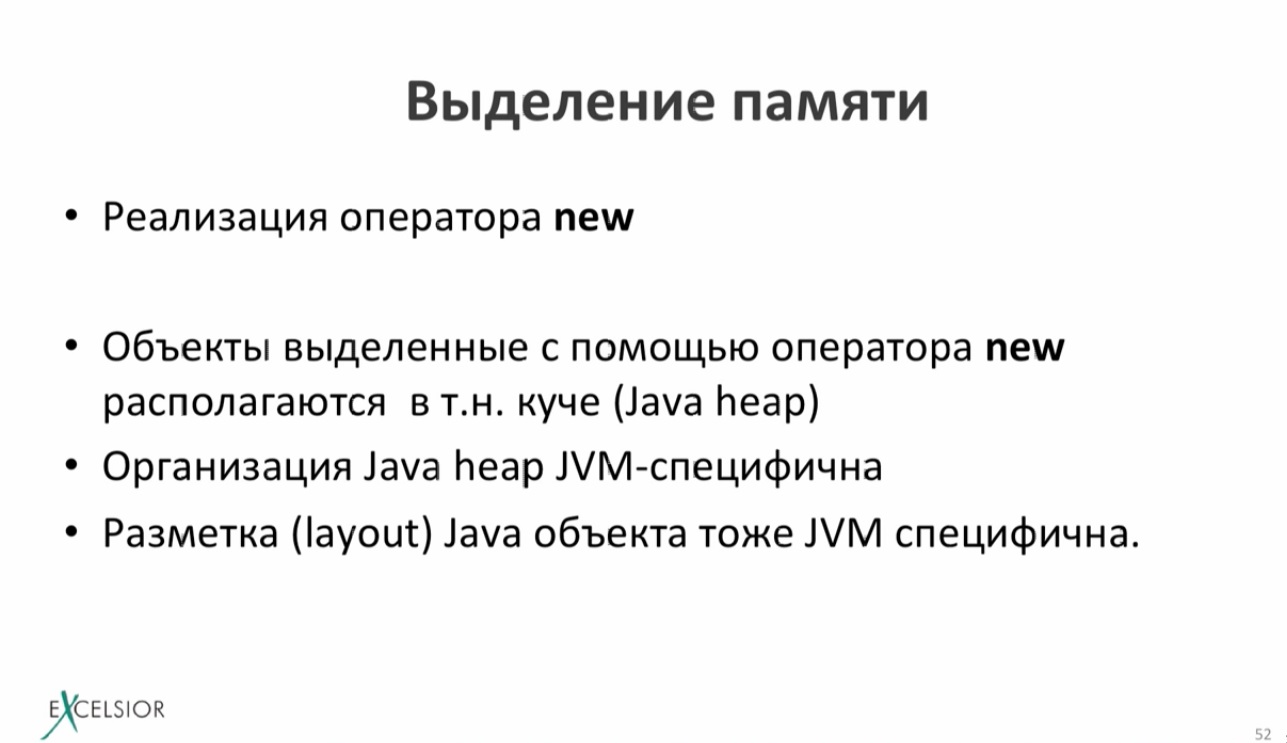 Выделение памяти
• Реализация оператора new
• Объекты выделенные с помощью оператора new
располагаются в т.н. куче (Java heap)
• Организация Java heap JVM-специфична
• Разметка (layout) Java объекта тоже JVM специфична.
EXCELSIOR
52